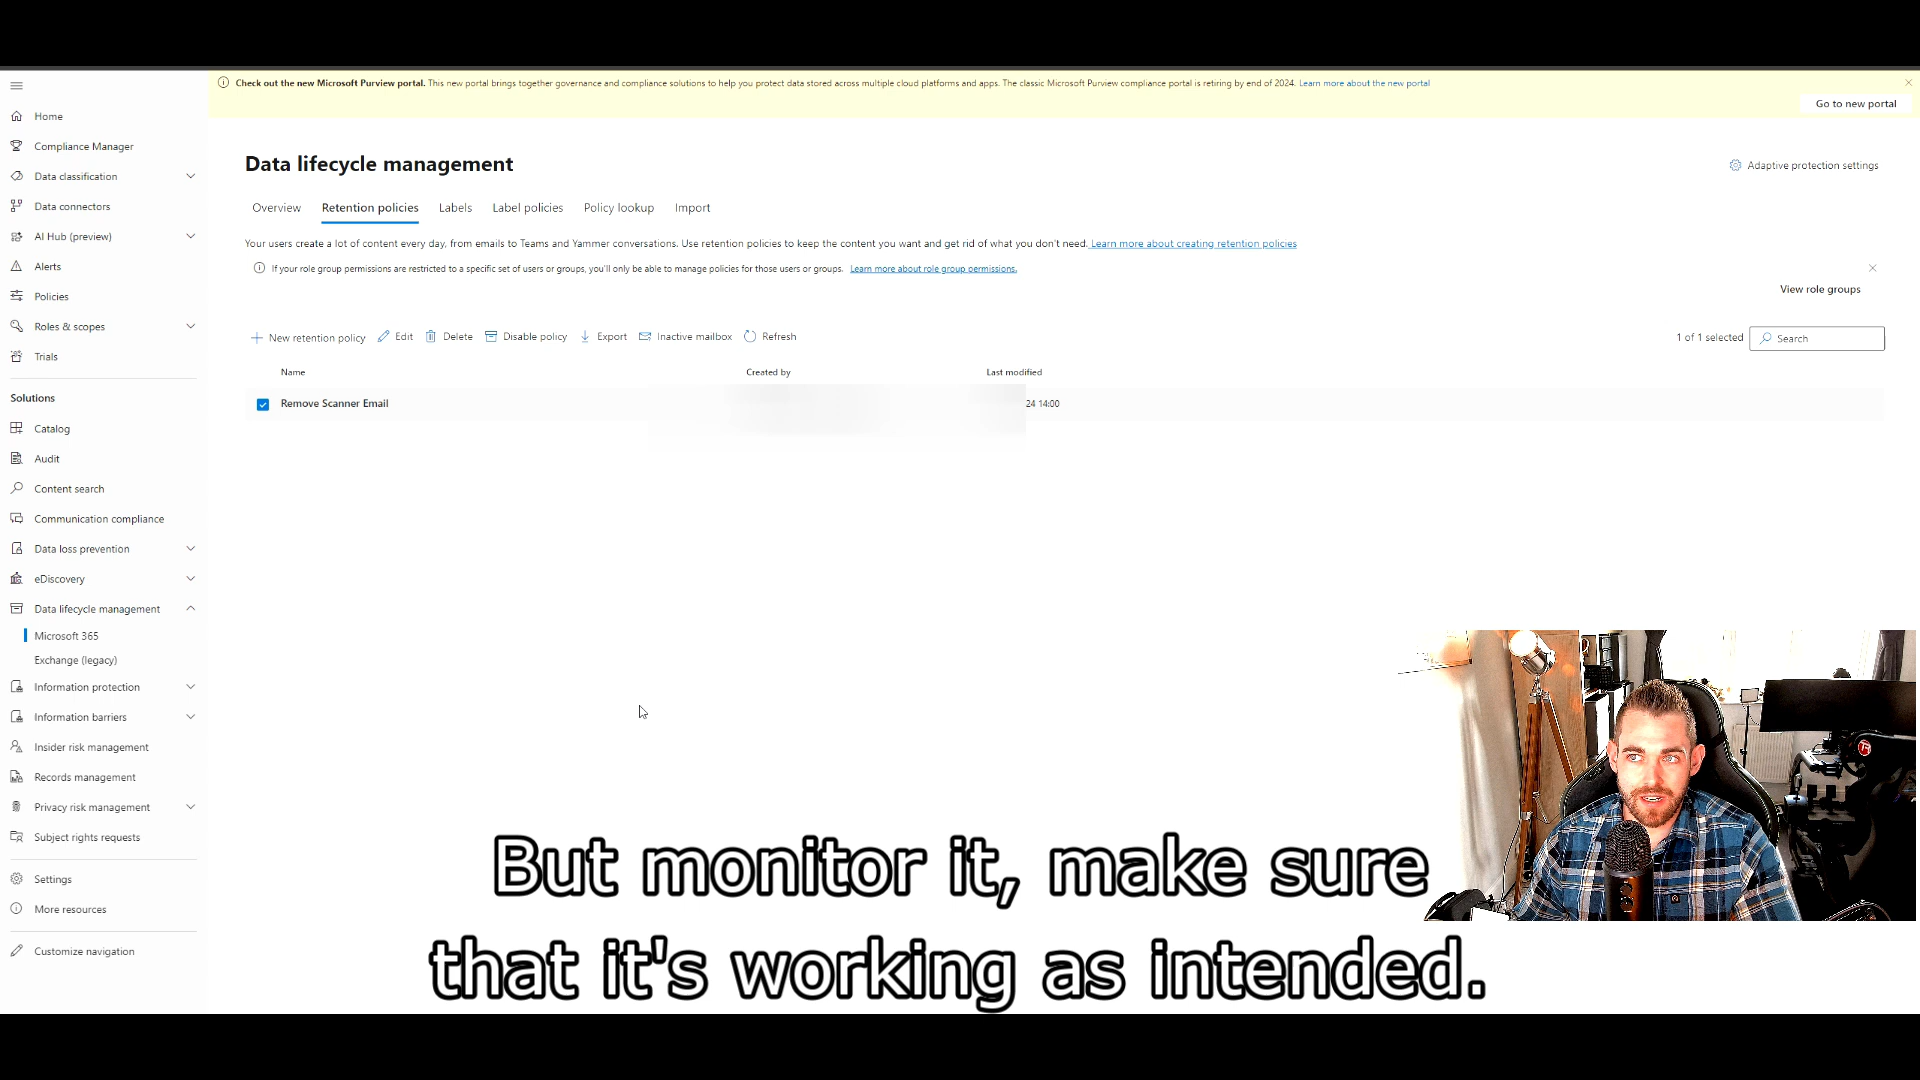 Check out the new Microsoft Purview portal. This new portal brings together governance and compliance solutions to help you protect data stored across multiple cloud platforms and apps. The classic Microsoft Purview compliance portal is retiring by end of 2024. Learn more about the new portal
Go to new portal
Home
Compliance Manager
Data classification
Data connectors
AI Hub (preview)
Alerts
Policies
Roles & scopes
Trials
Solutions
Catalog
Audit
Content search
Communication compliance
Data loss prevention
eDiscovery
Data lifecycle management
Microsoft 365
Exchange (legacy)
Information protection
Information barriers
Insider risk management
Records management
Privacy risk management
Subject rights requests
Settings
More resources
Customize navigation
Data lifecycle management
Adaptive protection settings
Overview Retention policies Labels Label policies Policy lookup Import
Your users create a lot of content every day, from emails to Teams and Yammer conversations. Use retention policies to keep the content you want and get rid of what you don't need. Learn more about creating retention policies
If your role group permissions are restricted to a specific set of users or groups, you'll only be able to manage policies for those users or groups. Learn more about role group permissions.
View role groups
New retention policy Edit Delete Disable policy Export Inactive mailbox Refresh 1 of 1 selected Search
Name Created by Last modified
Remove Scanner Email 24 14:00
But monitor it, make sure
that it's working as intended.